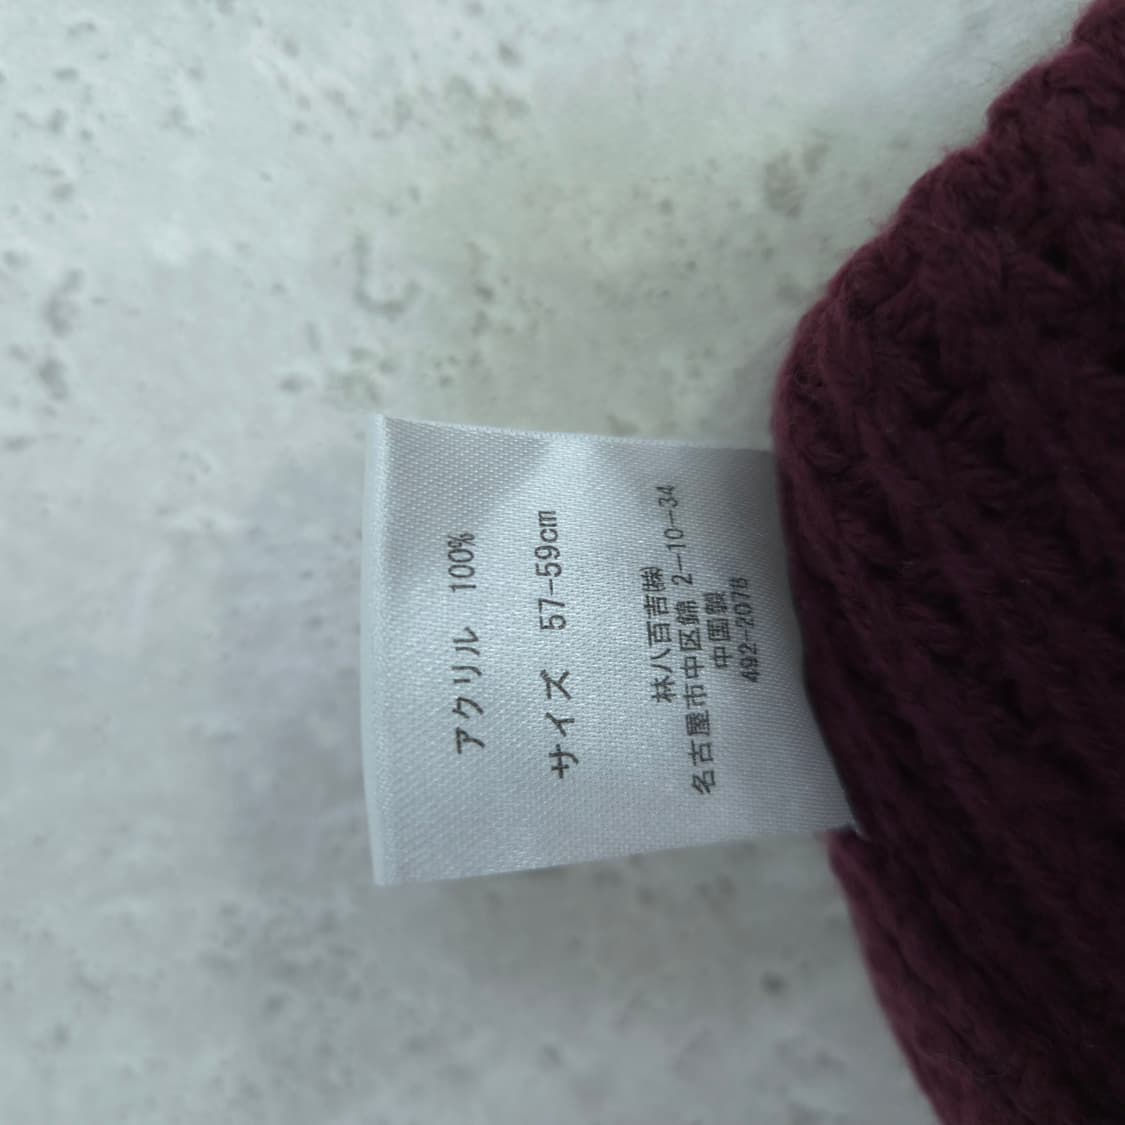 アクリル 100%
サイズ 57-59cm
林八百吉㈱
名古屋市中区錦 2-10-34
中国製
492-2078